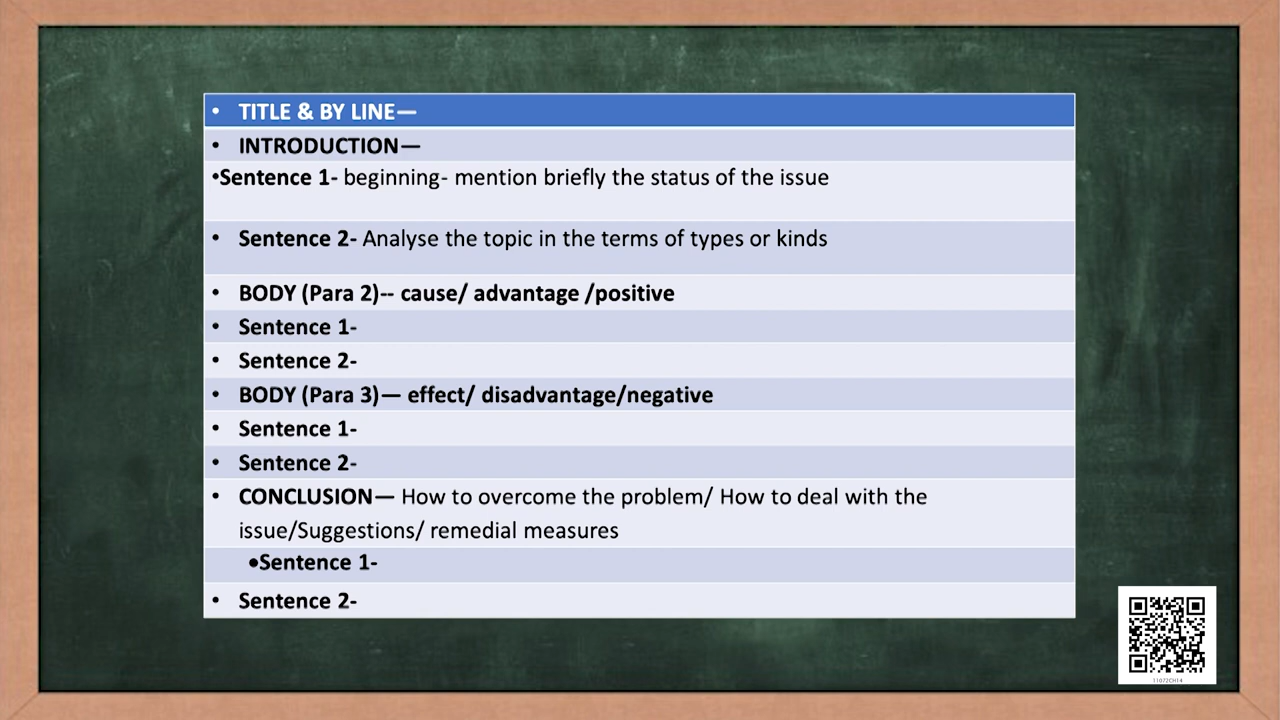 • TITLE & BY LINE—
• INTRODUCTION—
•Sentence 1- beginning- mention briefly the status of the issue
• Sentence 2- Analyse the topic in the terms of types or kinds
• BODY (Para 2)-- cause/ advantage /positive
• Sentence 1-
• Sentence 2-
• BODY (Para 3)— effect/ disadvantage/negative
• Sentence 1-
• Sentence 2-
• CONCLUSION— How to overcome the problem/ How to deal with the
issue/Suggestions/ remedial measures
•Sentence 1-
• Sentence 2-
11072CH14